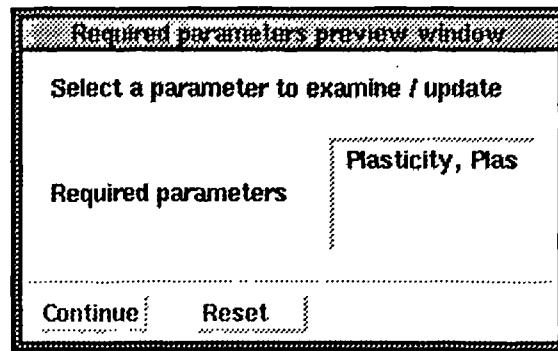 Required parameters preview window
Select a parameter to examine / update
Plasticity, Plas
Required parameters
Continue Reset